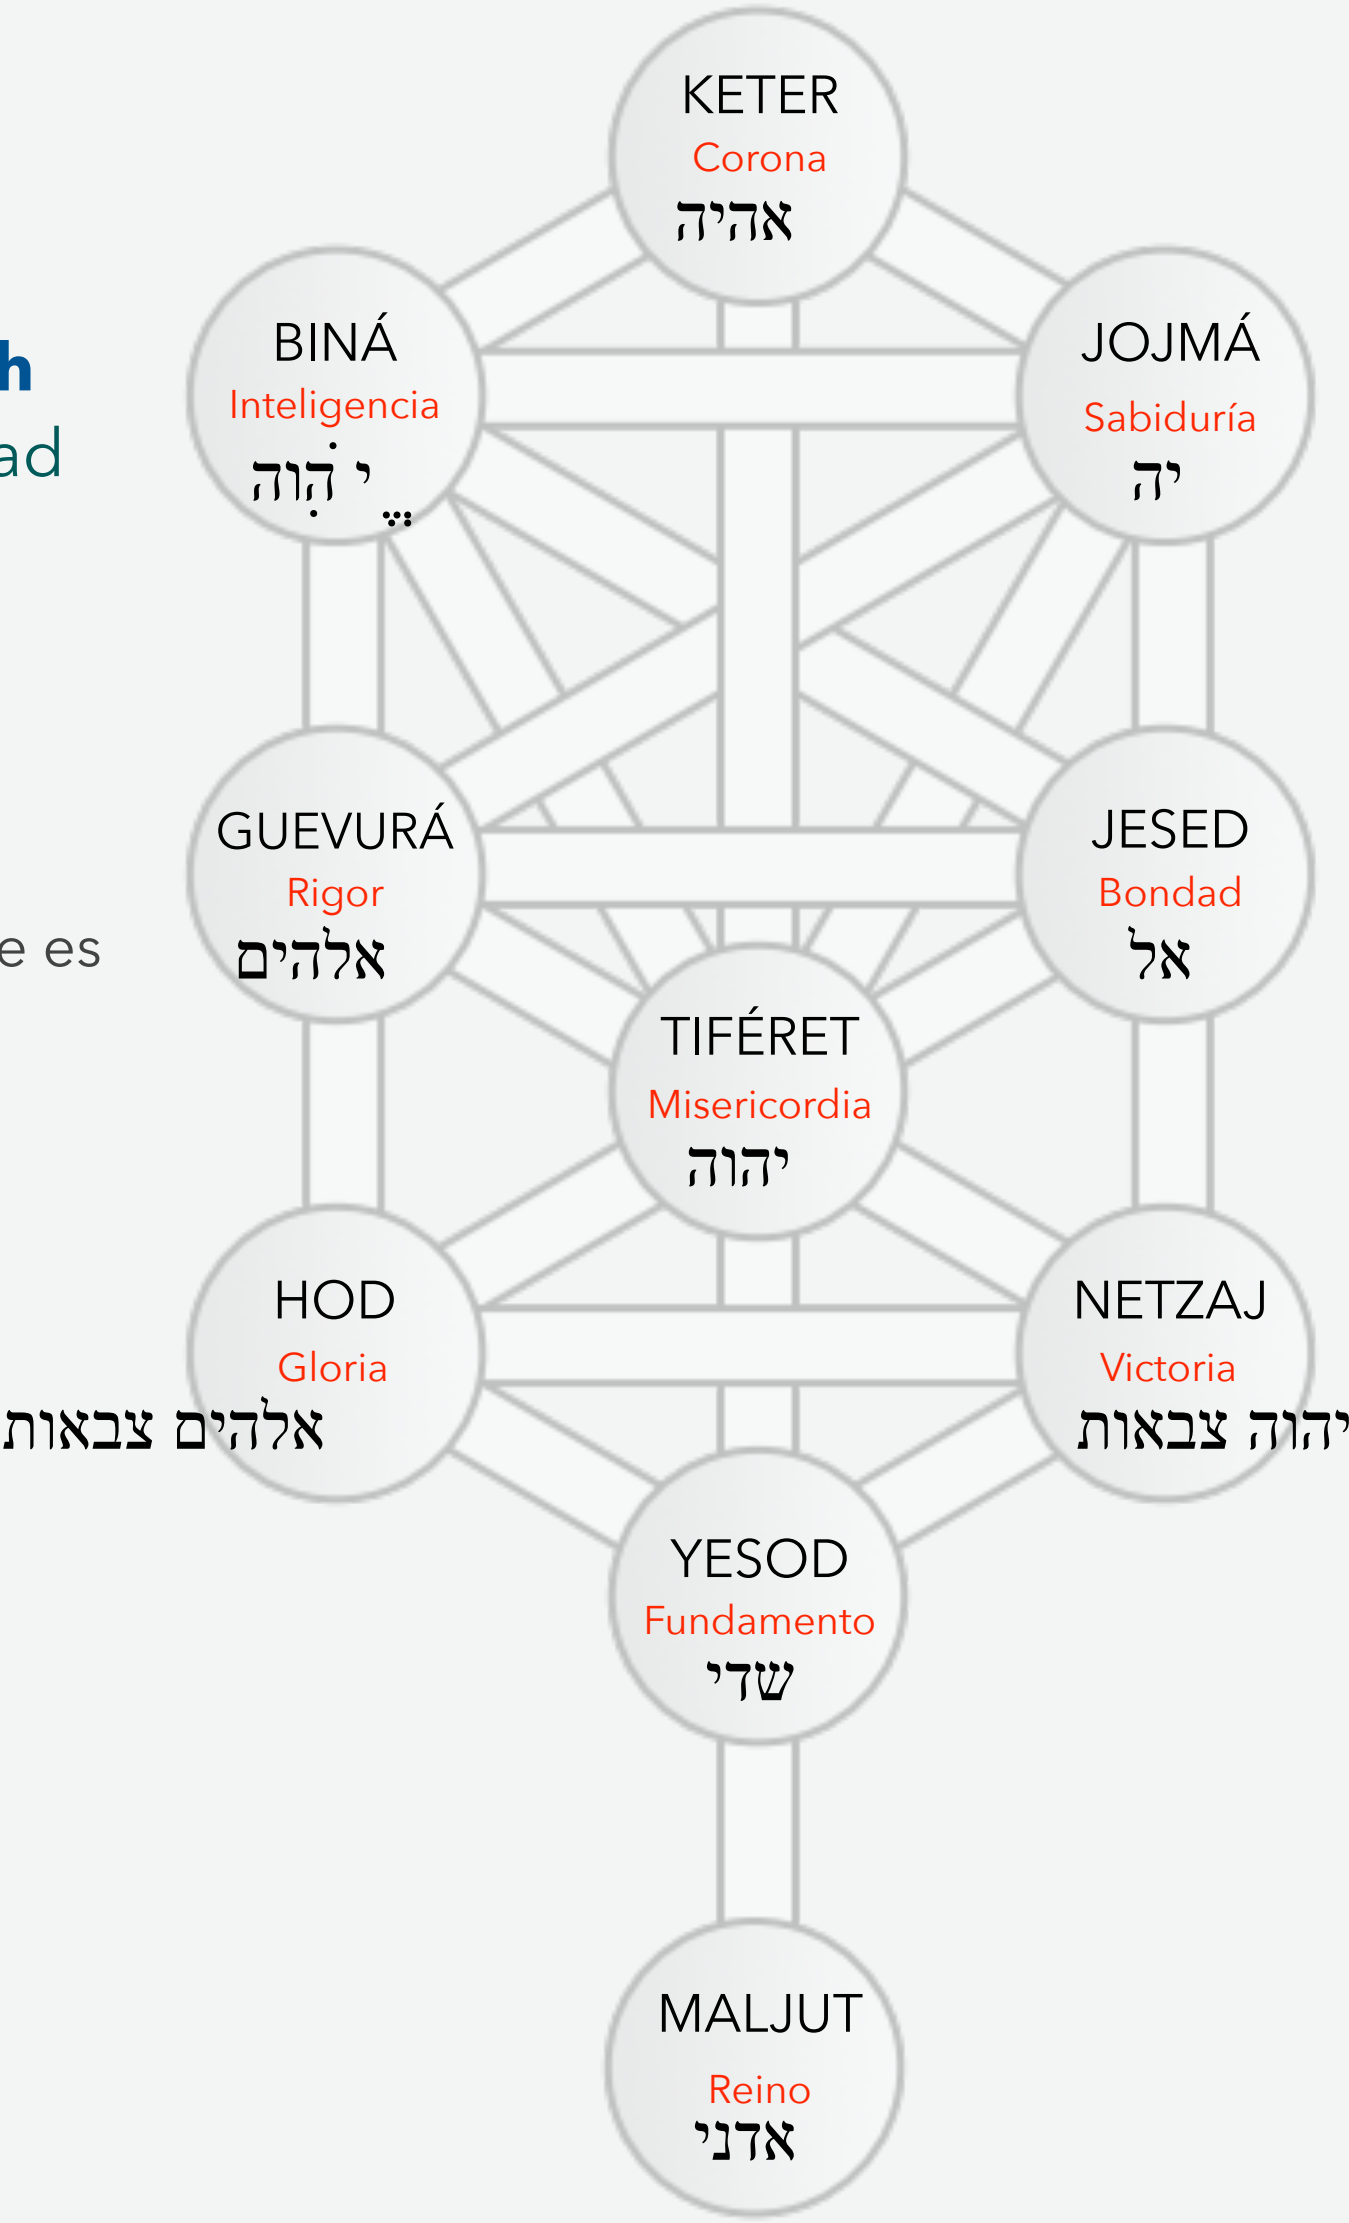 KETER
Corona
אהיה
BINÁ
Inteligencia
יֱהֹוִה
JOJMÁ
Sabiduría
יה
h
ad
GUEVURÁ
Rigor
אלהים
JESED
Bondad
אל
e es
TIFÉRET
Misericordia
יהוה
HOD
Gloria
אלהים צבאות
NETZAJ
Victoria
יהוה צבאות
YESOD
Fundamento
שדי
MALJUT
Reino
אדני